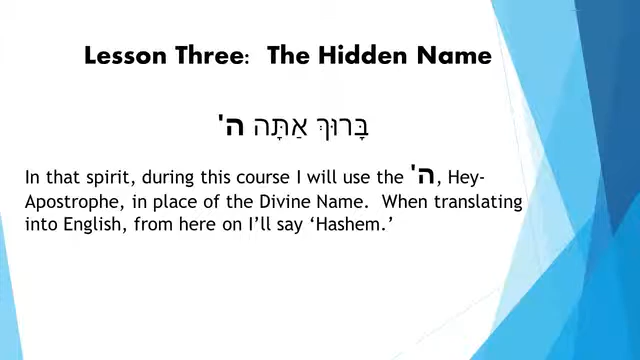 Lesson Three:  The Hidden Name
בָּרוּךְ אַתָּה ה'
In that spirit, during this course I will use the ה', Hey-
Apostrophe, in place of the Divine Name.  When translating
into English, from here on I’ll say ‘Hashem.’